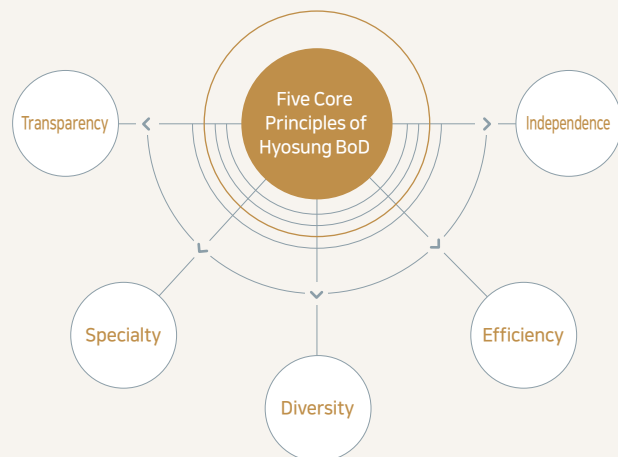 Five Core
Principles of
Hyosung BoD
Transparency
Independence
Specialty
Efficiency
Diversity